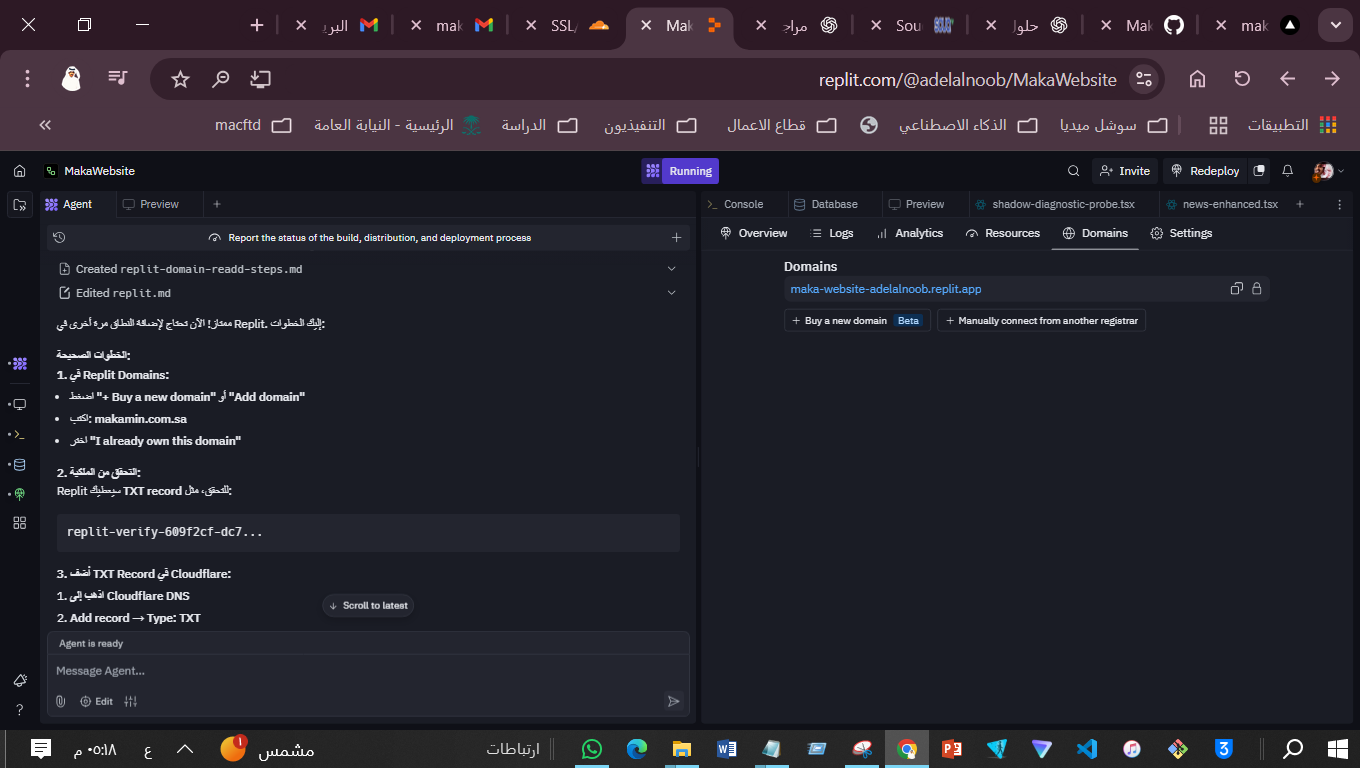 البري
mak
SSL/
Mak
مراج
Sou
حلول
Mak
mak
replit.com/@adelalnoob/MakaWebsite
التطبيقات
سوشل ميديا
الذكاء الاصطناعي
قطاع الاعمال
التنفيذيون
الدراسة
الرئيسية - النيابة العامة
macftd
MakaWebsite
Running
Invite
Redeploy
Agent
Preview
Console
Database
Preview
shadow-diagnostic-probe.tsx
news-enhanced.tsx
Report the status of the build, distribution, and deployment process
Overview
Logs
Analytics
Resources
Domains
Settings
Created replit-domain-readd-steps.md
Edited replit.md
ممتاز! الآن تحتاج لإضافة النطاق مرة أخرى في Replit. إليك الخطوات:
الخطوات الصحيحة:
1. في Replit Domains:
اضغط "+ Buy a new domain" أو "Add domain"
اكتب: makamin.com.sa
اختر "I already own this domain"
2. التحقق من الملكية:
Replit سيعطيك TXT record للتحقق، مثل:
replit-verify-609f2cf-dc7...
3. أضف TXT Record في Cloudflare:
1. اذهب إلى Cloudflare DNS
2. Add record → Type: TXT
Scroll to latest
Agent is ready
Message Agent...
Edit
Domains
maka-website-adelalnoob.replit.app
+ Buy a new domain Beta
+ Manually connect from another registrar
ارتباطات
مشمس
1
ع
٠٥:١٨ م
3